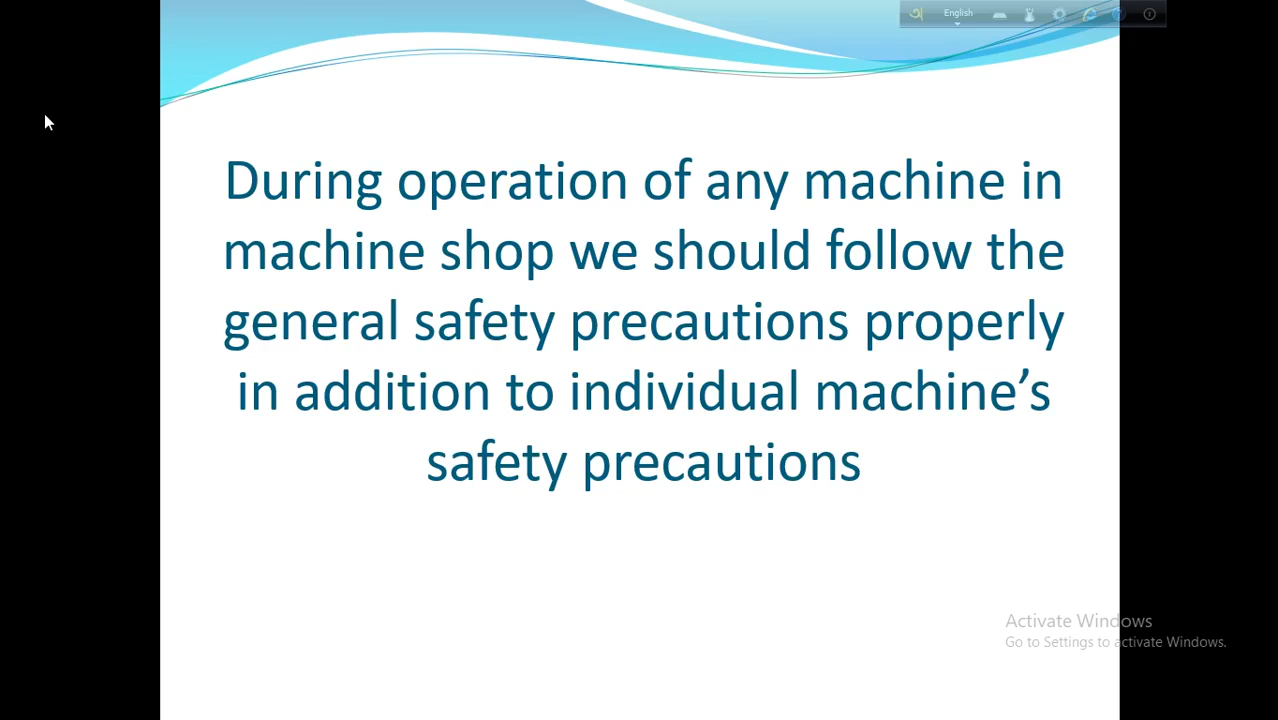 অ English
During operation of any machine in
machine shop we should follow the
general safety precautions properly
in addition to individual machine’s
safety precautions
Activate Windows
Go to Settings to activate Windows.